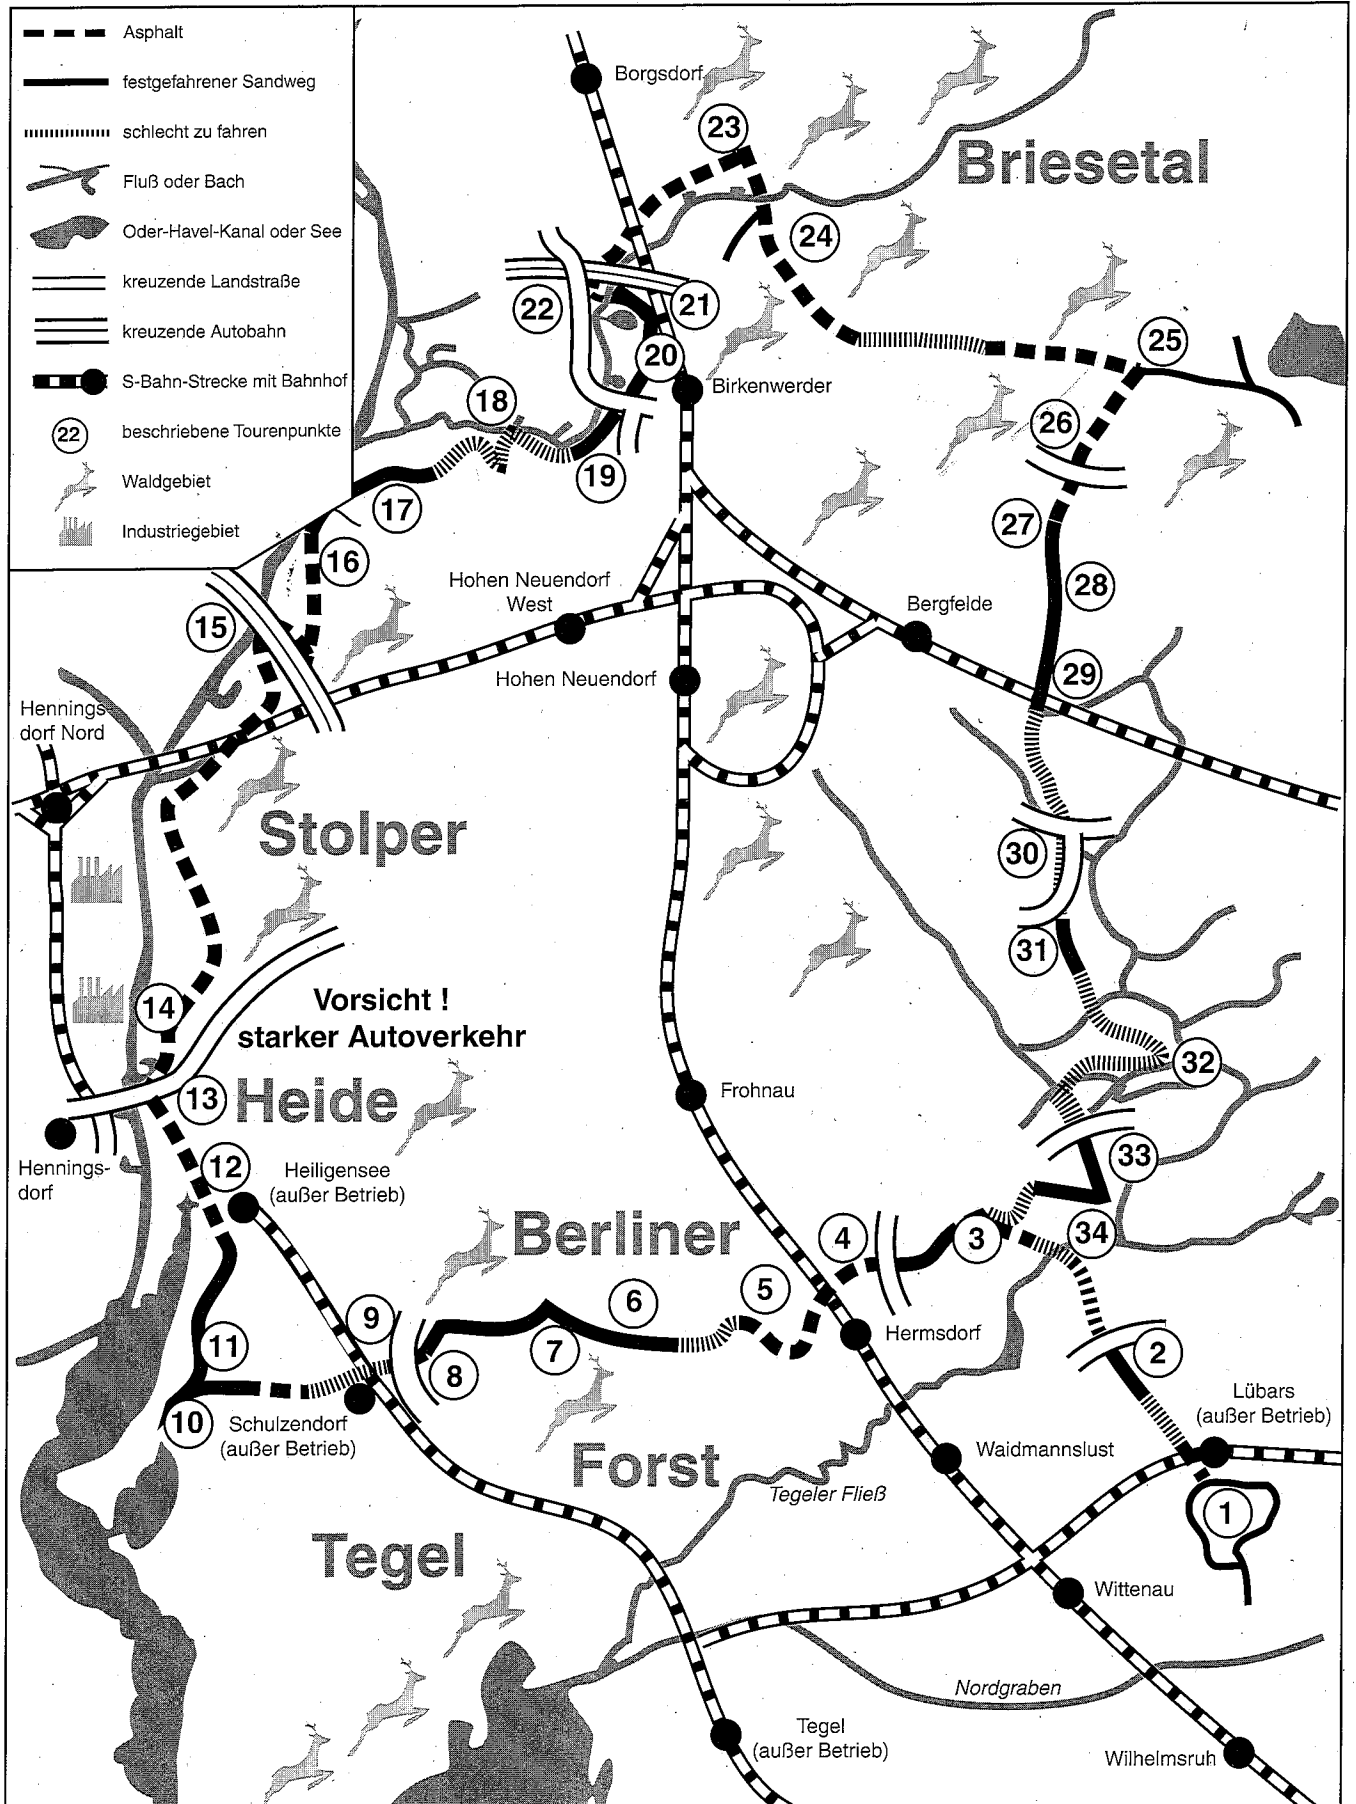 Asphalt
festgefahrener Sandweg
schlecht zu fahren
Fluß oder Bach
Oder-Havel-Kanal oder See
kreuzende Landstraße
kreuzende Autobahn
S-Bahn-Strecke mit Bahnhof
22
beschriebene Tourenpunkte
Waldgebiet
Industriegebiet
Borgsdorf
23
Briesetal
24
22
21
20
25
Birkenwerder
18
26
19
17
27
16
Hohen Neuendorf
West
28
Bergfelde
15
29
Hohen Neuendorf
Hennings
dorf Nord
Stolper
30
31
14
Vorsicht !
starker Autoverkehr
32
Heide
13
Frohnau
Hennings-
dorf
12
Heiligensee
(außer Betrieb)
33
Berliner
4
3
34
5
6
9
7
8
Hermsdorf
2
11
10
Schulzendorf
(außer Betrieb)
Lübars
(außer Betrieb)
Forst
Waidmannslust
Tegeler Fließ
1
Tegel
Wittenau
Nordgraben
Tegel
(außer Betrieb)
Wilhelmsruh